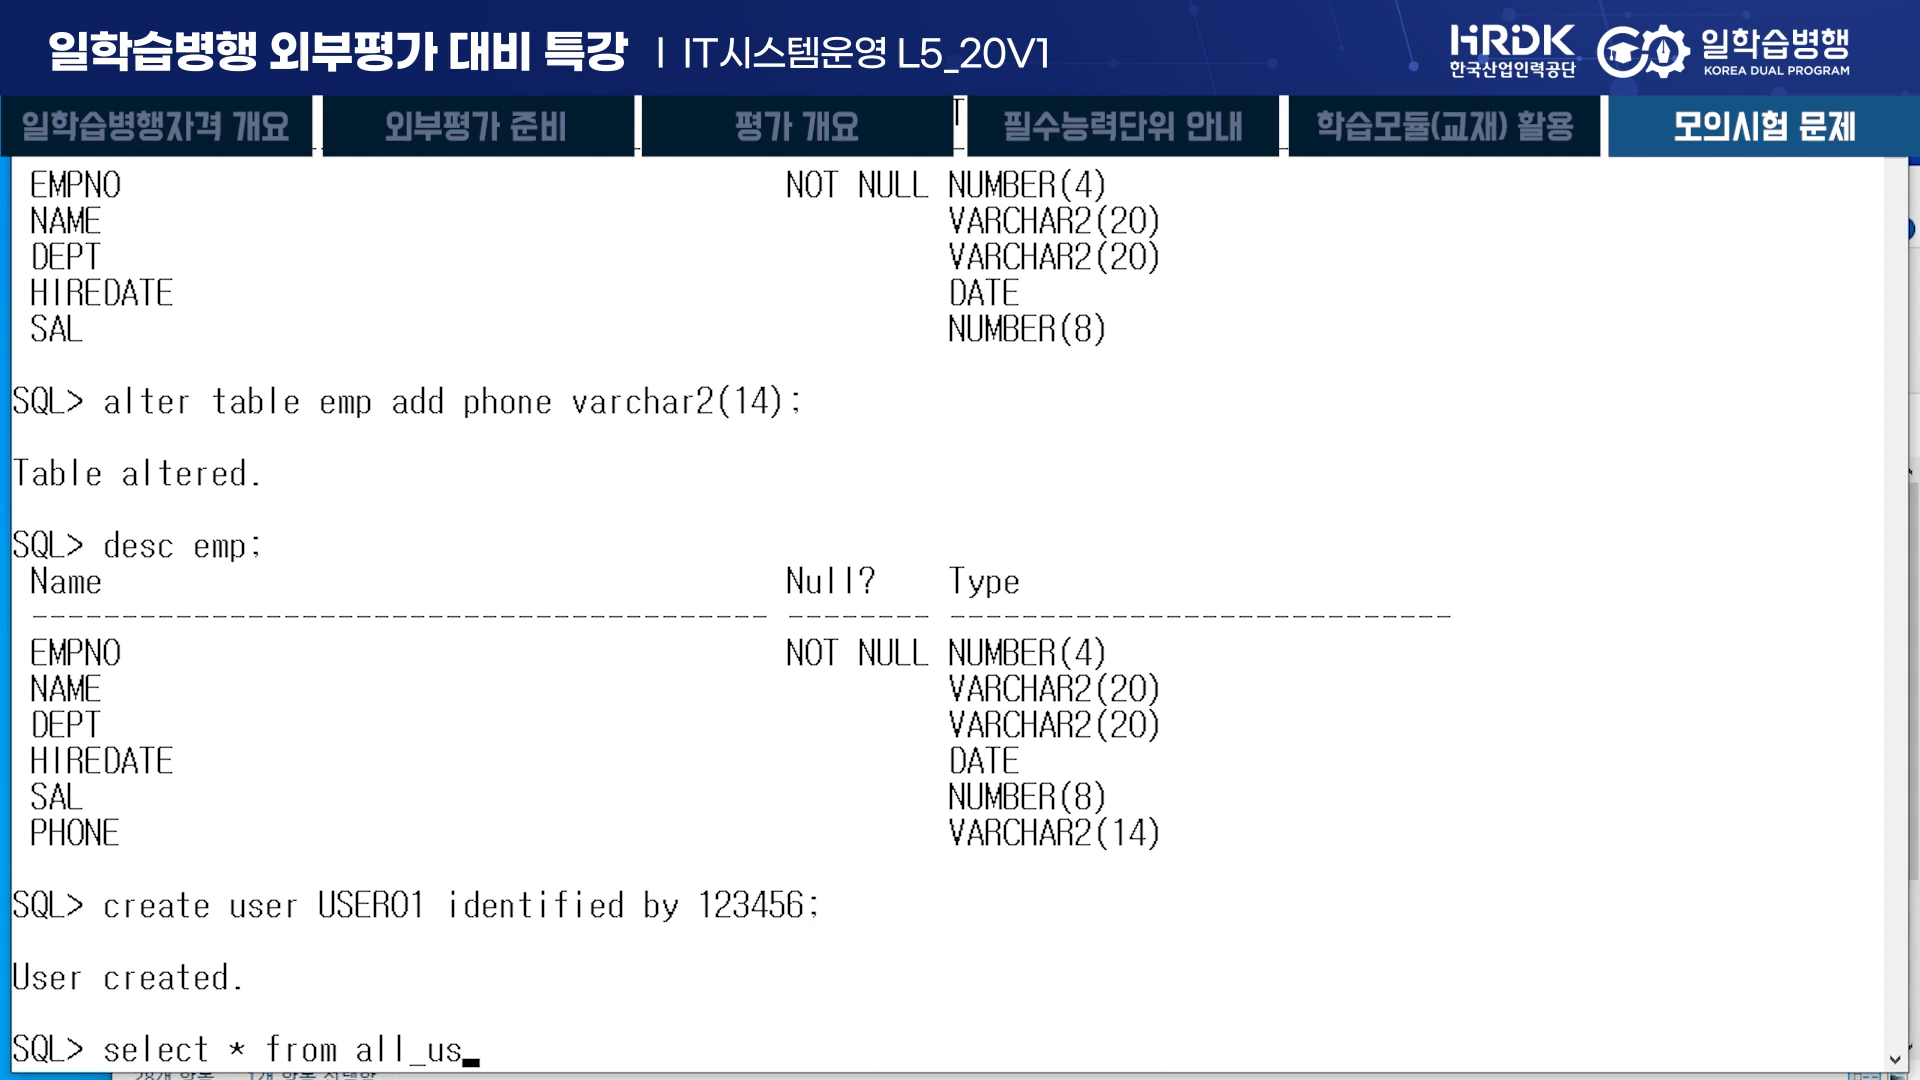 일학습병행 외부평가 대비 특강 | IT시스템운영 L5_20V1
HRDK 한국산업인력공단
일학습병행 KOREA DUAL PROGRAM
일학습병행자격 개요 외부평가 준비 평가 개요 필수능력단위 안내 학습모듈(교재) 활용 모의시험 문제
EMPNO NOT NULL NUMBER(4)
NAME VARCHAR2(20)
DEPT VARCHAR2(20)
HIREDATE DATE
SAL NUMBER(8)
SQL> alter table emp add phone varchar2(14);
Table altered.
SQL> desc emp;
Name Null? Type
----------------------------------------- -------- ----------------------------
EMPNO NOT NULL NUMBER(4)
NAME VARCHAR2(20)
DEPT VARCHAR2(20)
HIREDATE DATE
SAL NUMBER(8)
PHONE VARCHAR2(14)
SQL> create user USER01 identified by 123456;
User created.
SQL> select * from all_us